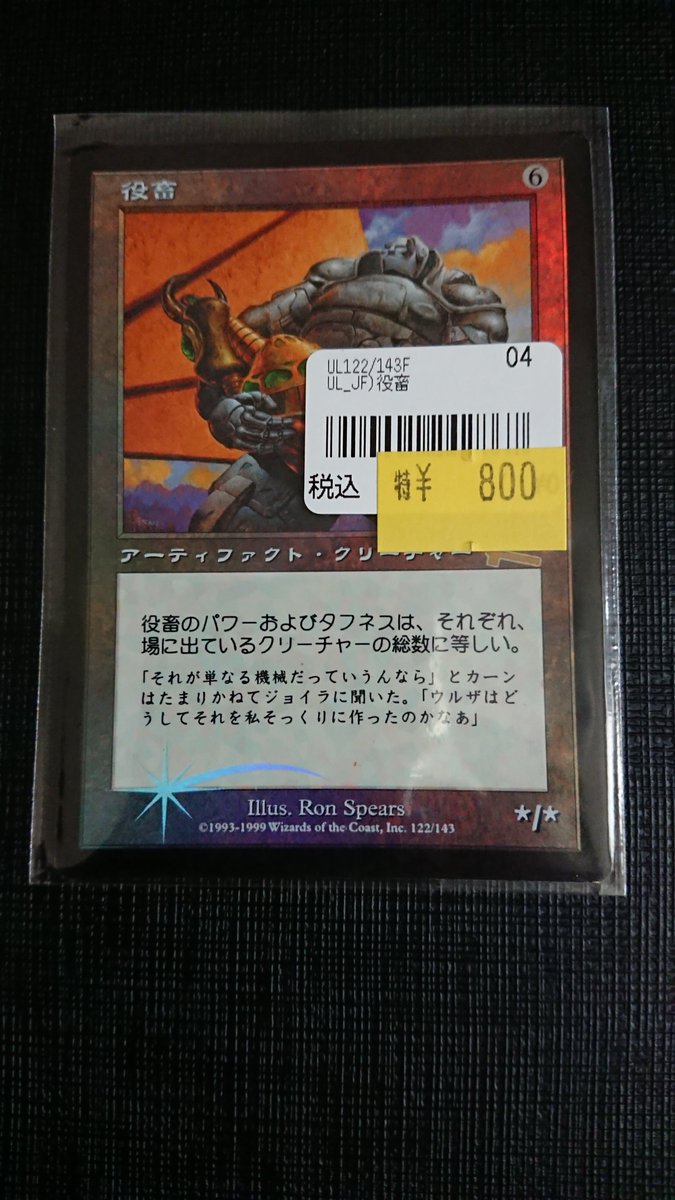 役畜
6
UL122/143F
04
UL_JF)役畜
税込
特¥ 800
アーティファクト・クリーチャー
役畜のパワーおよびタフネスは、それぞれ、
場に出ているクリーチャーの総数に等しい。
「それが単なる機械だっていうんなら」とカーン
はたまりかねてジョイラに聞いた。「ウルザはど
うしてそれを私そっくりに作ったのかなあ」
Illus. Ron Spears
*/*
©1993-1999 Wizards of the Coast, Inc. 122/143